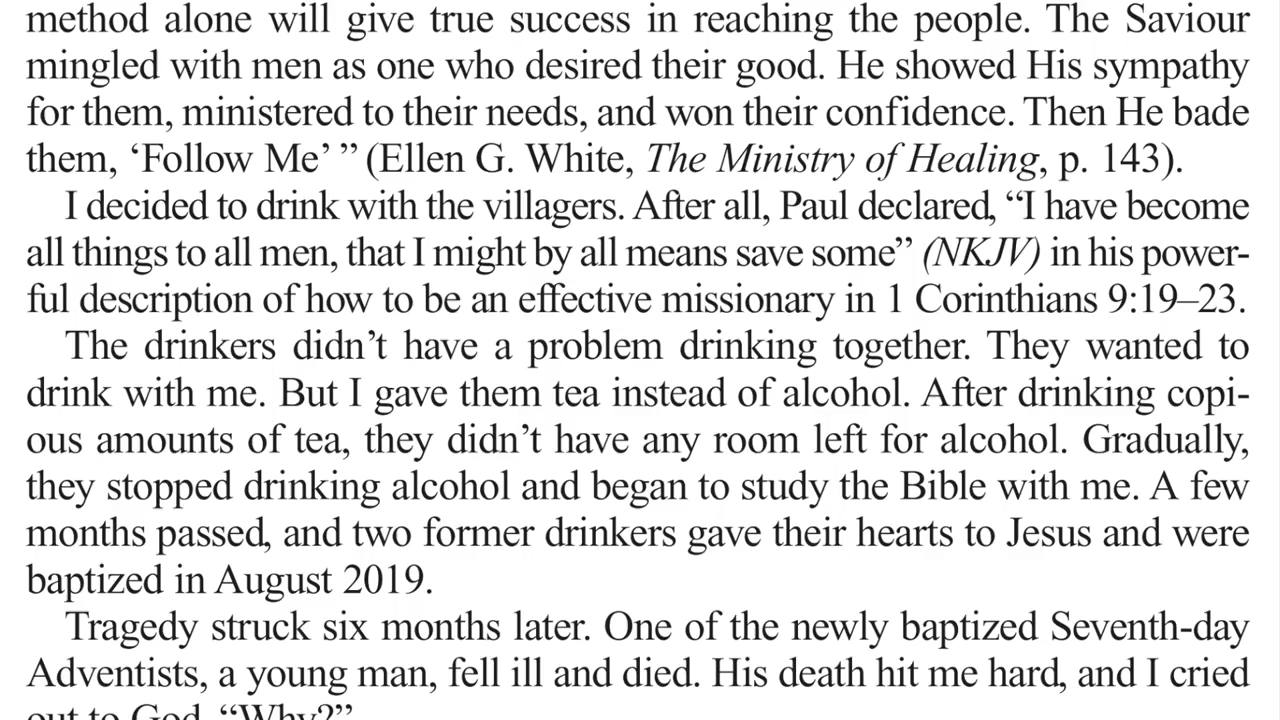 method alone will give true success in reaching the people. The Saviour
mingled with men as one who desired their good. He showed His sympathy
for them, ministered to their needs, and won their confidence. Then He bade
them, ‘Follow Me’ ” (Ellen G. White, The Ministry of Healing, p. 143).
I decided to drink with the villagers. After all, Paul declared, “I have become
all things to all men, that I might by all means save some” (NKJV) in his power-
ful description of how to be an effective missionary in 1 Corinthians 9:19–23.
The drinkers didn’t have a problem drinking together. They wanted to
drink with me. But I gave them tea instead of alcohol. After drinking copi-
ous amounts of tea, they didn’t have any room left for alcohol. Gradually,
they stopped drinking alcohol and began to study the Bible with me. A few
months passed, and two former drinkers gave their hearts to Jesus and were
baptized in August 2019.
Tragedy struck six months later. One of the newly baptized Seventh-day
Adventists, a young man, fell ill and died. His death hit me hard, and I cried
out to God, “Why?”